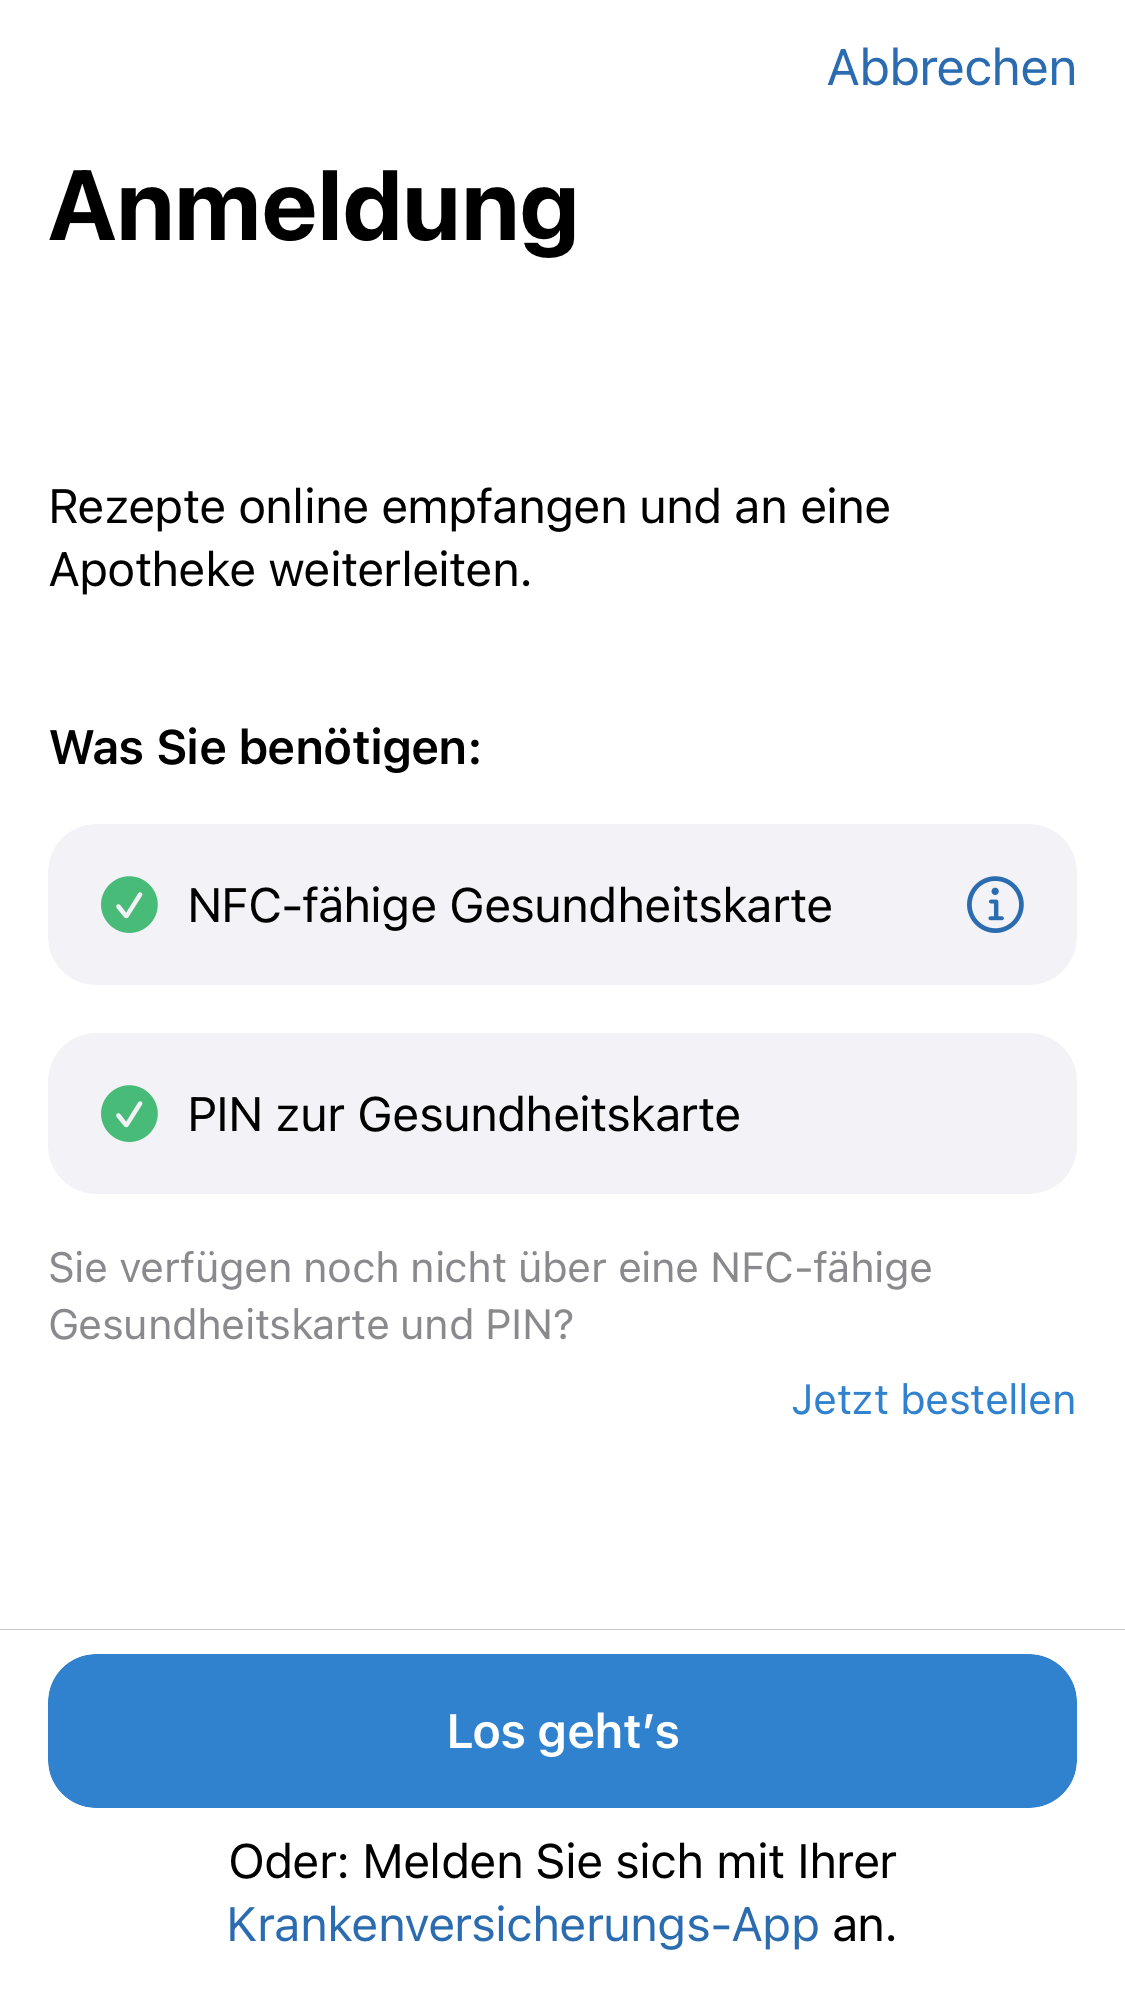 Abbrechen
Anmeldung
Rezepte online empfangen und an eine
Apotheke weiterleiten.
Was Sie benötigen:
NFC-fähige Gesundheitskarte
PIN zur Gesundheitskarte
Sie verfügen noch nicht über eine NFC-fähige
Gesundheitskarte und PIN?
Jetzt bestellen
Los geht’s
Oder: Melden Sie sich mit Ihrer
Krankenversicherungs-App an.